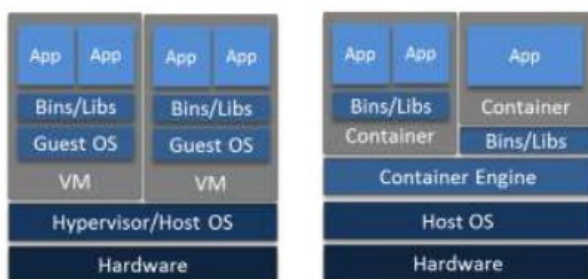 App App App App
Bins/Libs Bins/Libs
Guest OS Guest OS
VM VM
Hypervisor/Host OS
Hardware
App App App
Bins/Libs Container
Container Bins/Libs
Container Engine
Host OS
Hardware